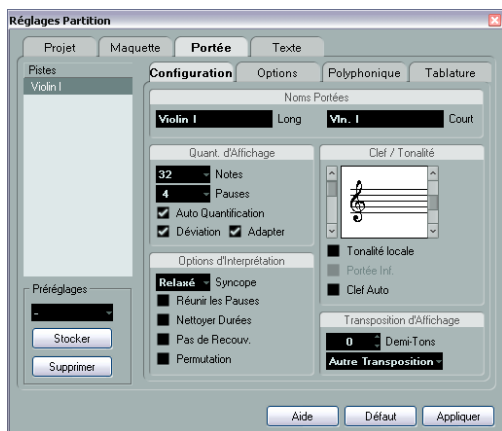 Réglages Partition
Projet Maquette Portée Texte
Pistes
Violin I
Configuration Options Polyphonique Tablature
Noms Portées
Violin I Long Vln. I Court
Quant. d'Affichage
32 Notes
4 Pauses
Auto Quantification
Déviation Adapter
Clef / Tonalité
Tonalité locale
Portée Inf.
Clef Auto
Options d'Interprétation
Relaxé Syncope
Réunir les Pauses
Nettoyer Durées
Pas de Recouv.
Permutation
Transposition d'Affichage
0 Demi-Tons
Autre Transposition
Préréglages
-
Stocker
Supprimer
Aide Défaut Appliquer